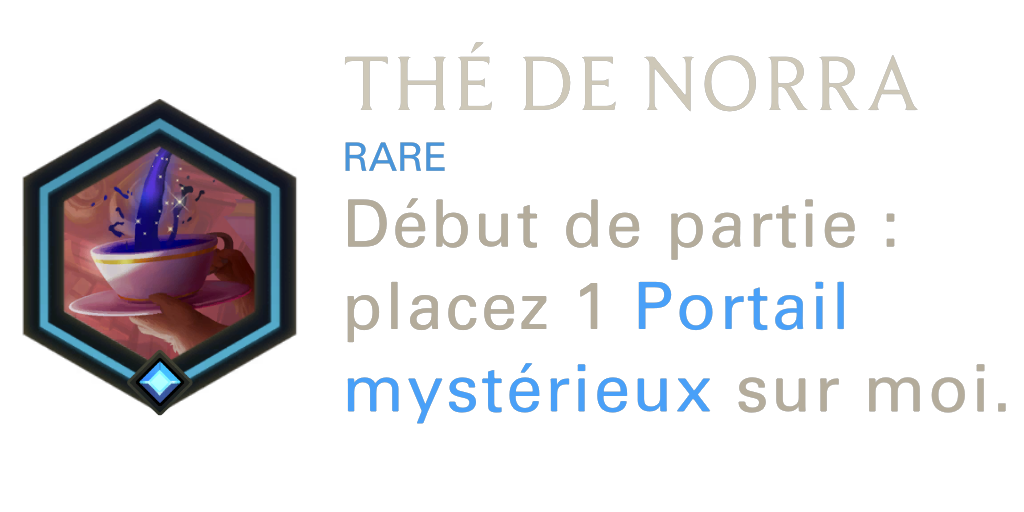 THÉ DE NORRA
RARE
Début de partie :
placez 1 Portail
mystérieux sur moi.